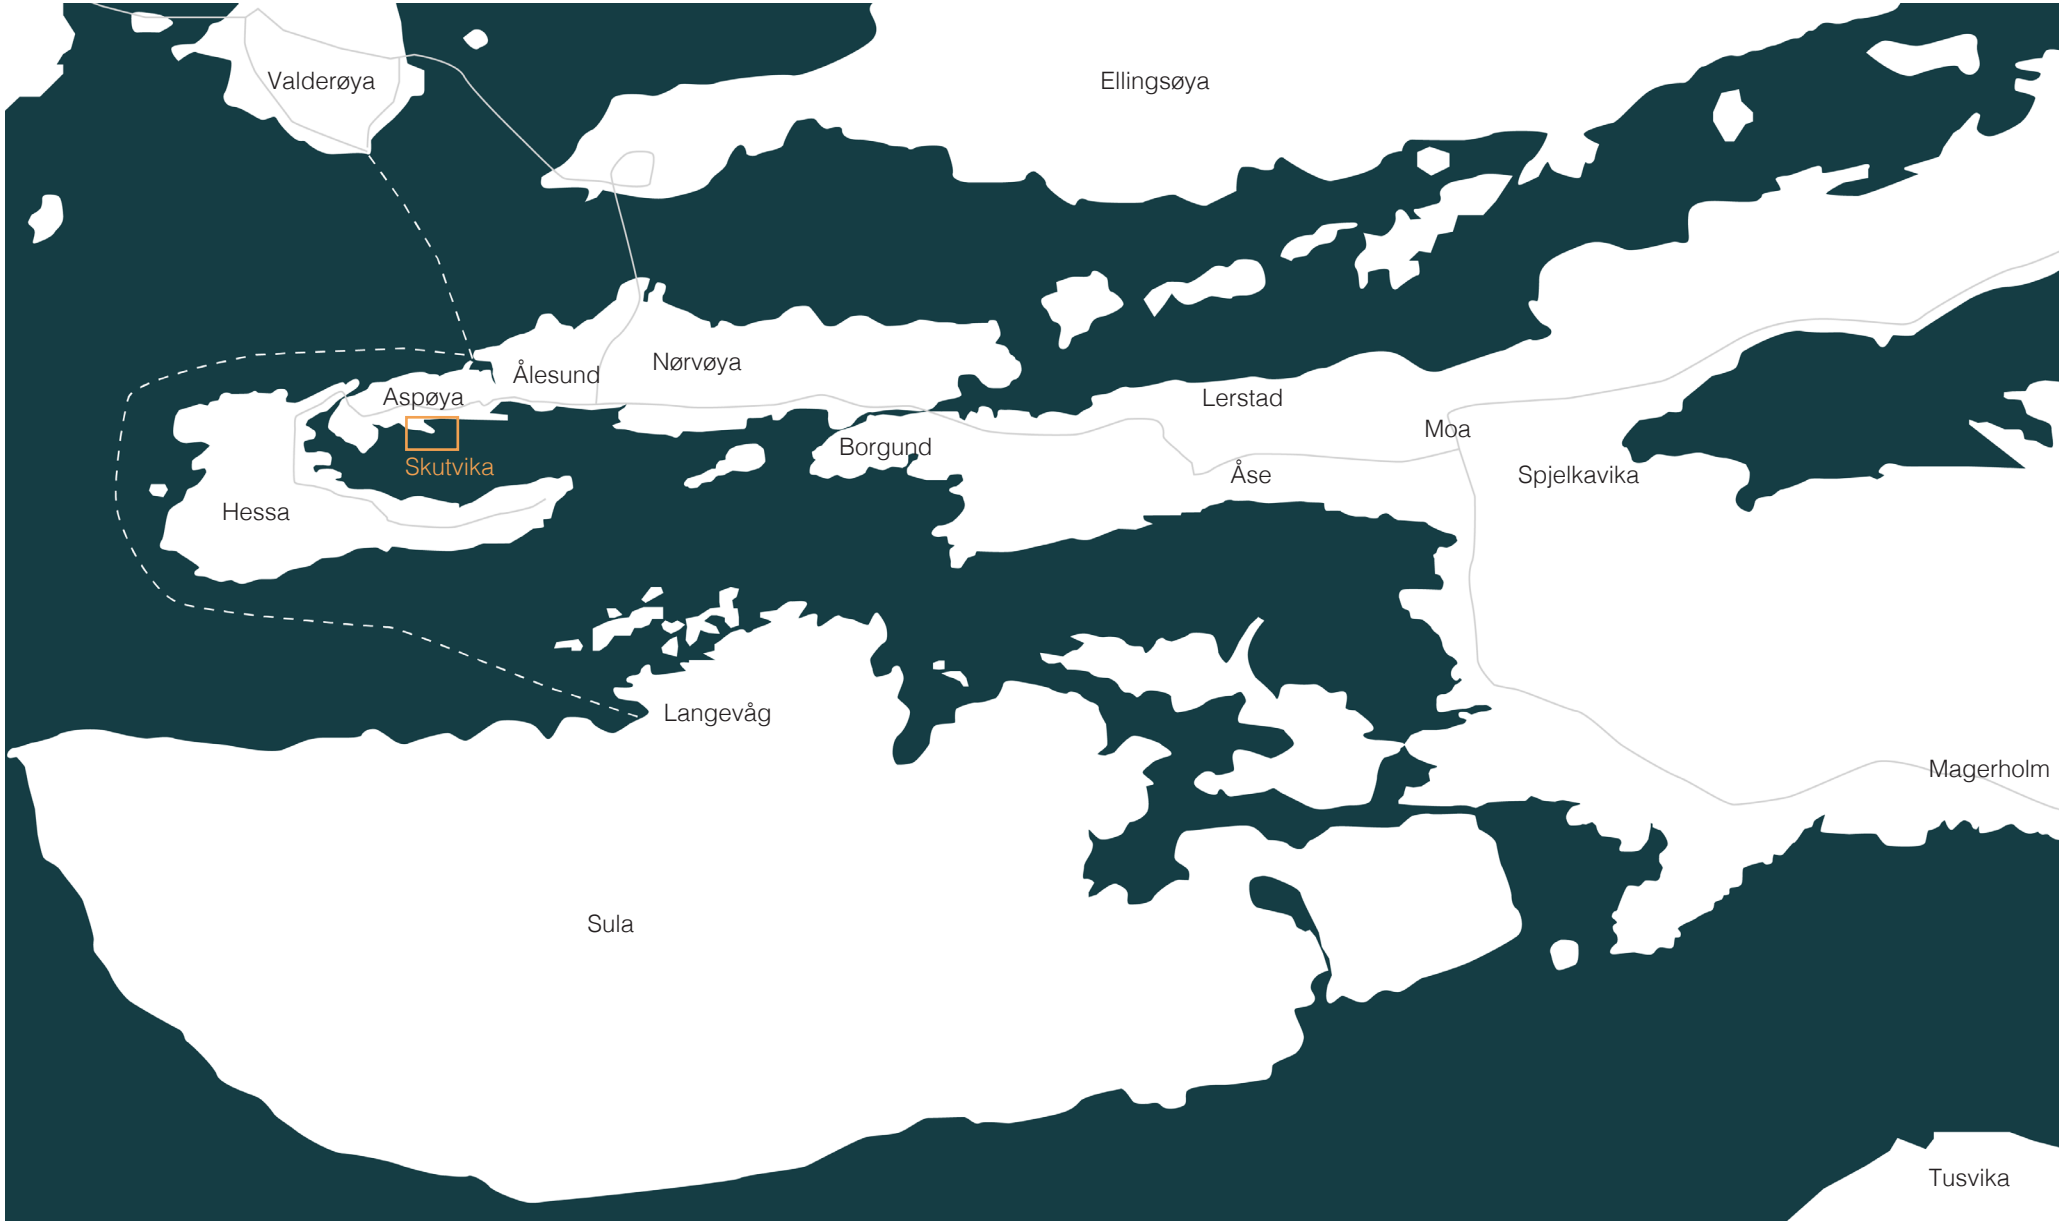 Valderøya
Ellingsøya
Ålesund
Nørvøya
Aspøya
Lerstad
Moa
Borgund
Skutvika
Åse
Spjelkavika
Hessa
Langevåg
Magerholm
Sula
Tusvika